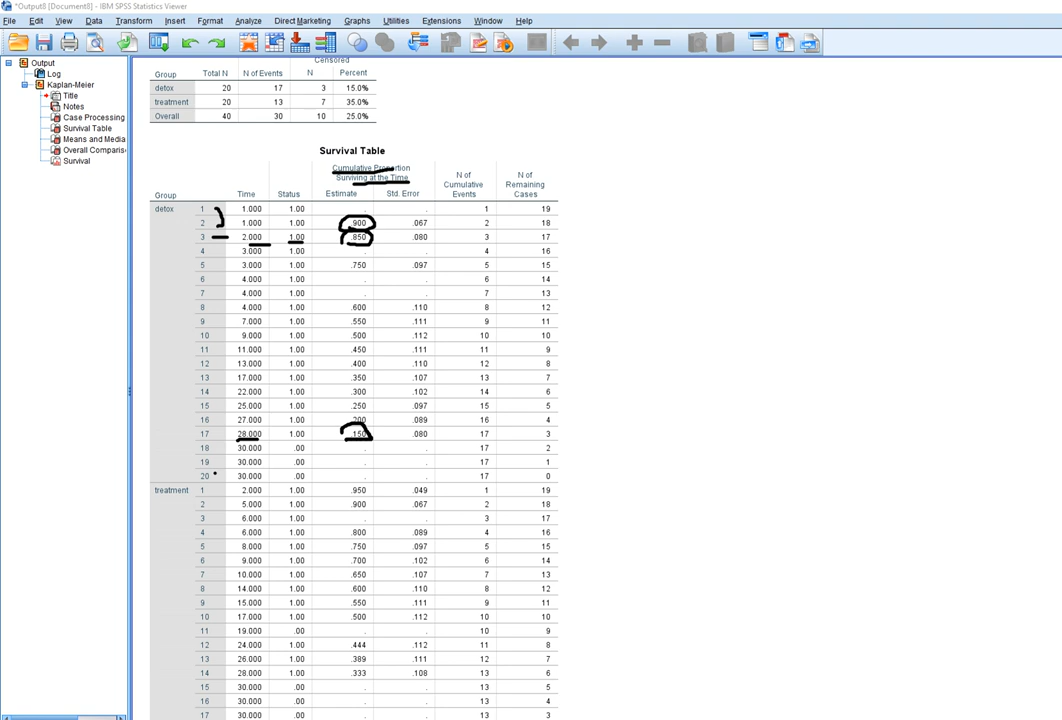 *Output8 [Document8] - IBM SPSS Statistics Viewer
File Edit View Data Transform Insert Format Analyze Direct Marketing Graphs Utilities Extensions Window Help
Output
Log
Kaplan-Meier
Title
Notes
Case Processing
Survival Table
Means and Media
Overall Comparis
Survival
Censored
Group Total N N of Events N Percent
detox 20 17 3 15.0%
treatment 20 13 7 35.0%
Overall 40 30 10 25.0%
Survival Table
Cumulative Proportion
Surviving at the Time
N of Cumulative Events
N of Remaining Cases
Group Time Status Estimate Std. Error
detox 1 1.000 1.00 . . 1 19
2 1.000 1.00 .900 .067 2 18
3 2.000 1.00 .850 .080 3 17
4 3.000 1.00 . . 4 16
5 3.000 1.00 .750 .097 5 15
6 4.000 1.00 . . 6 14
7 4.000 1.00 . . 7 13
8 4.000 1.00 .600 .110 8 12
9 7.000 1.00 .550 .111 9 11
10 9.000 1.00 .500 .112 10 10
11 11.000 1.00 .450 .111 11 9
12 13.000 1.00 .400 .110 12 8
13 17.000 1.00 .350 .107 13 7
14 22.000 1.00 .300 .102 14 6
15 25.000 1.00 .250 .097 15 5
16 27.000 1.00 .200 .089 16 4
17 28.000 1.00 .150 .080 17 3
18 30.000 .00 . . 17 2
19 30.000 .00 . . 17 1
20 30.000 .00 . . 17 0
treatment 1 2.000 1.00 .950 .049 1 19
2 5.000 1.00 .900 .067 2 18
3 6.000 1.00 . . 3 17
4 6.000 1.00 .800 .089 4 16
5 8.000 1.00 .750 .097 5 15
6 9.000 1.00 .700 .102 6 14
7 10.000 1.00 .650 .107 7 13
8 14.000 1.00 .600 .110 8 12
9 15.000 1.00 .550 .111 9 11
10 17.000 1.00 .500 .112 10 10
11 19.000 .00 . . 10 9
12 24.000 1.00 .444 .112 11 8
13 26.000 1.00 .389 .111 12 7
14 28.000 1.00 .333 .108 13 6
15 30.000 .00 . . 13 5
16 30.000 .00 . . 13 4
17 30.000 .00 . . 13 3